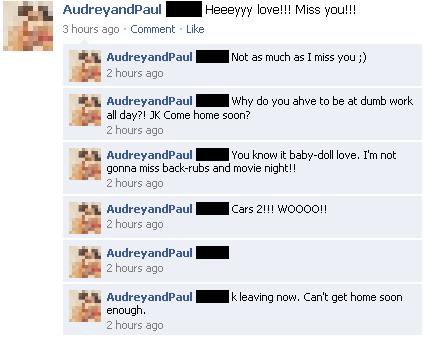 AudreyandPaul Heeeyyy love!!! Miss you!!!
3 hours ago · Comment · Like
AudreyandPaul Not as much as I miss you ;)
2 hours ago
AudreyandPaul Why do you ahve to be at dumb work
all day?! JK Come home soon?
2 hours ago
AudreyandPaul You know it baby-doll love. I'm not
gonna miss back-rubs and movie night!!
2 hours ago
AudreyandPaul Cars 2!!! WOOOO!!
2 hours ago
AudreyandPaul
2 hours ago
AudreyandPaul k leaving now. Can't get home soon
enough.
2 hours ago